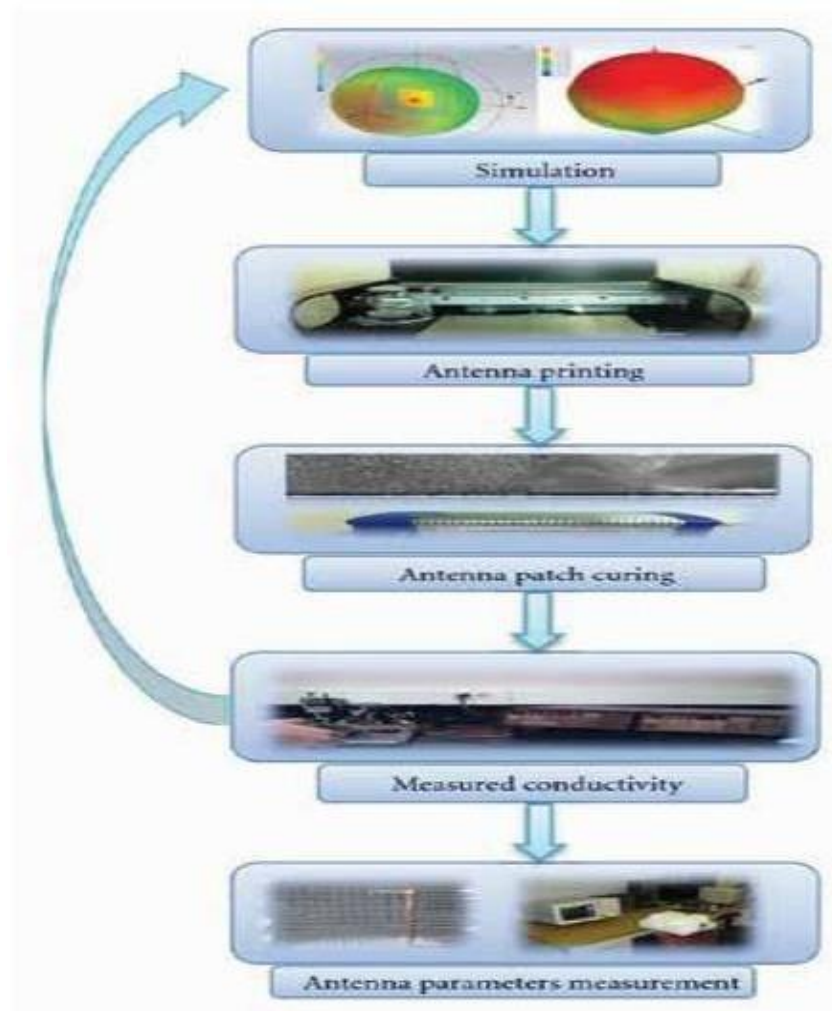 Simulation
Antenna printing
Antenna patch curing
Measured conductivity
Antenna parameters measurement